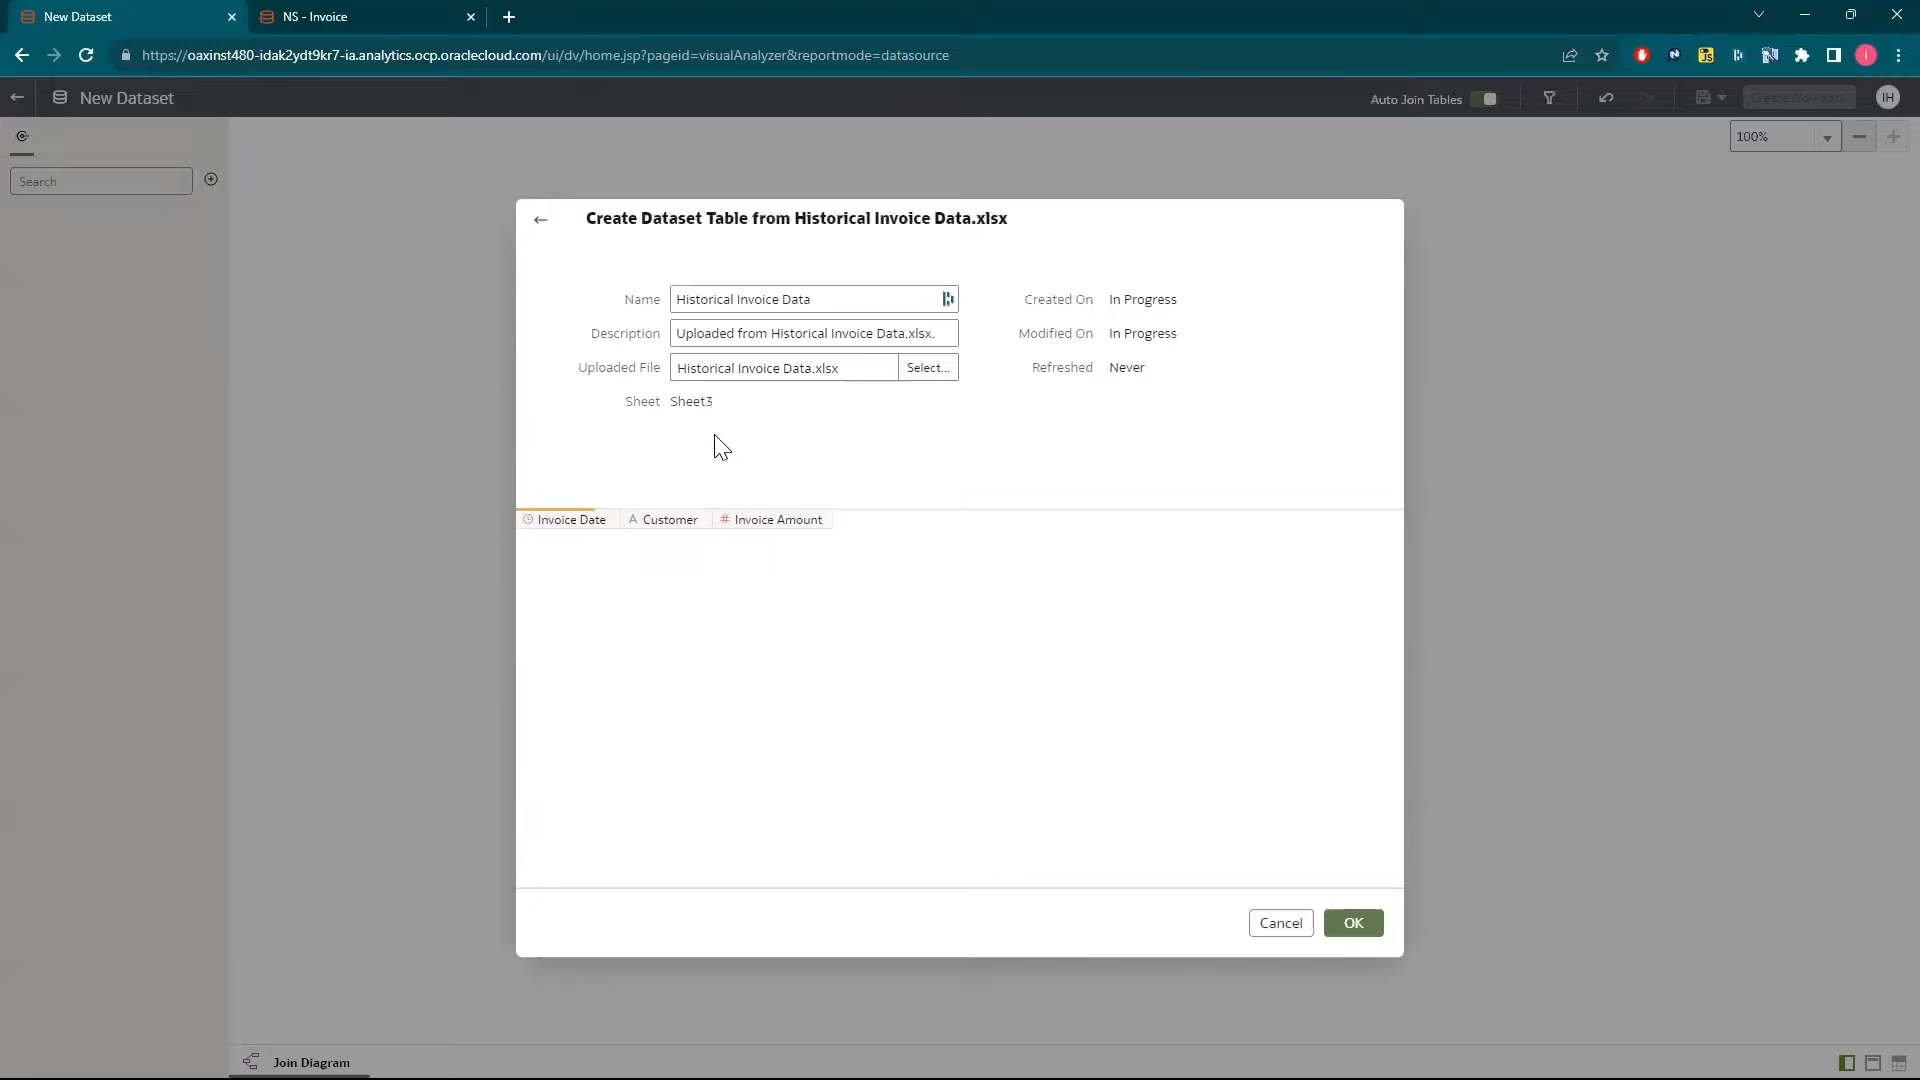 New Dataset
NS - Invoice
https://oaxinst480-idak2ydt9kr7-ia.analytics.ocp.oraclecloud.com/ui/dv/home.jsp?pageid=visualAnalyzer&reportmode=datasource
New Dataset
Auto Join Tables
Create Workbook
IH
100%
Search
Create Dataset Table from Historical Invoice Data.xlsx
Name Historical Invoice Data
Created On In Progress
Description Uploaded from Historical Invoice Data.xlsx.
Modified On In Progress
Uploaded File Historical Invoice Data.xlsx Select...
Refreshed Never
Sheet Sheet3
Invoice Date A Customer # Invoice Amount
Cancel OK
Join Diagram